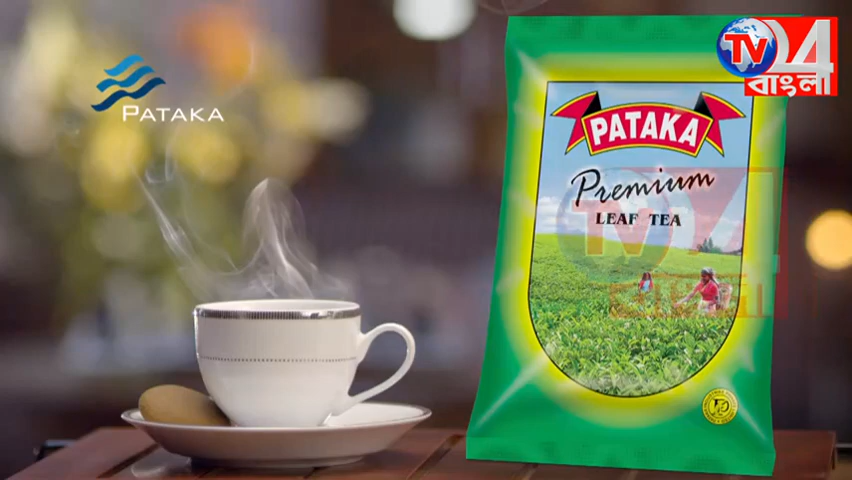 PATAKA
TV
24
বাংলা
PATAKA
Premium
LEAF TEA